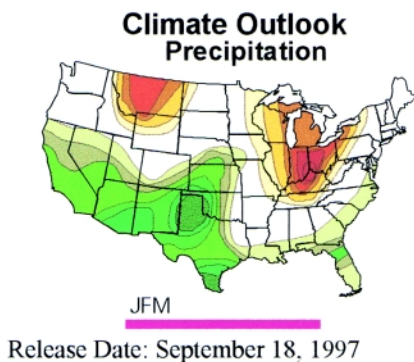 Climate Outlook
Precipitation
JFM
Release Date: September 18, 1997